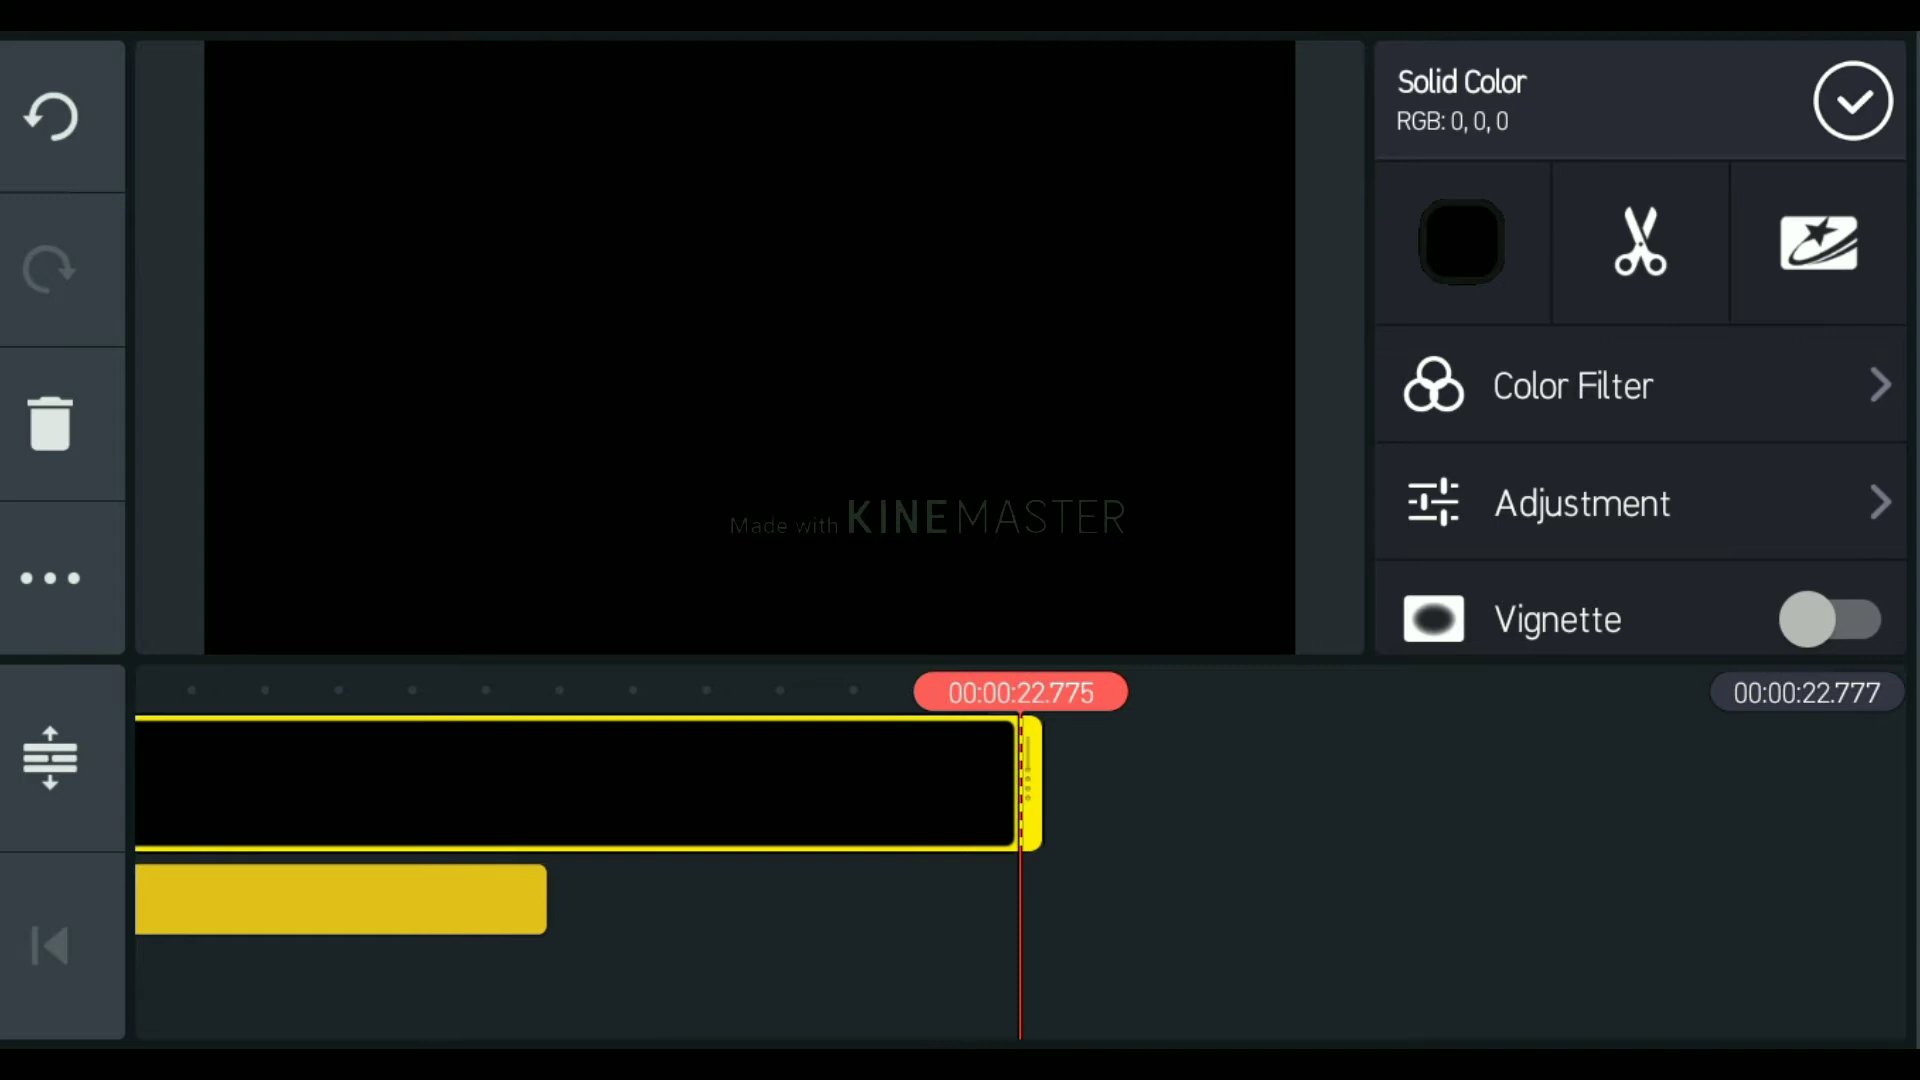 Solid Color
RGB: 0, 0, 0
Color Filter
Adjustment
Vignette
Made with KINEMASTER
00:00:22.775
00:00:22.777